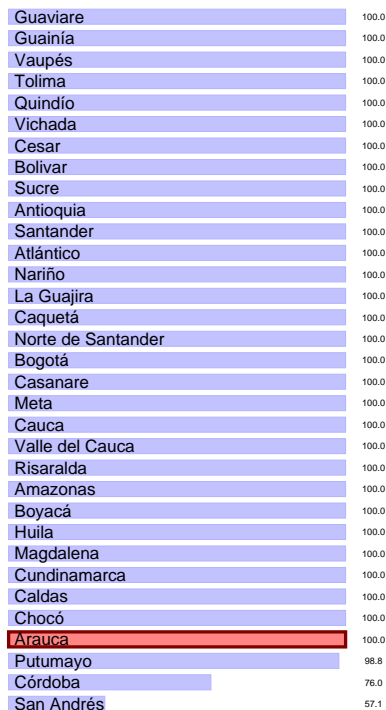 Guaviare 100.0
Guainía 100.0
Vaupés 100.0
Tolima 100.0
Quindío 100.0
Vichada 100.0
Cesar 100.0
Bolivar 100.0
Sucre 100.0
Antioquia 100.0
Santander 100.0
Atlántico 100.0
Nariño 100.0
La Guajira 100.0
Caquetá 100.0
Norte de Santander 100.0
Bogotá 100.0
Casanare 100.0
Meta 100.0
Cauca 100.0
Valle del Cauca 100.0
Risaralda 100.0
Amazonas 100.0
Boyacá 100.0
Huila 100.0
Magdalena 100.0
Cundinamarca 100.0
Caldas 100.0
Chocó 100.0
Arauca 100.0
Putumayo 98.8
Córdoba 76.0
San Andrés 57.1